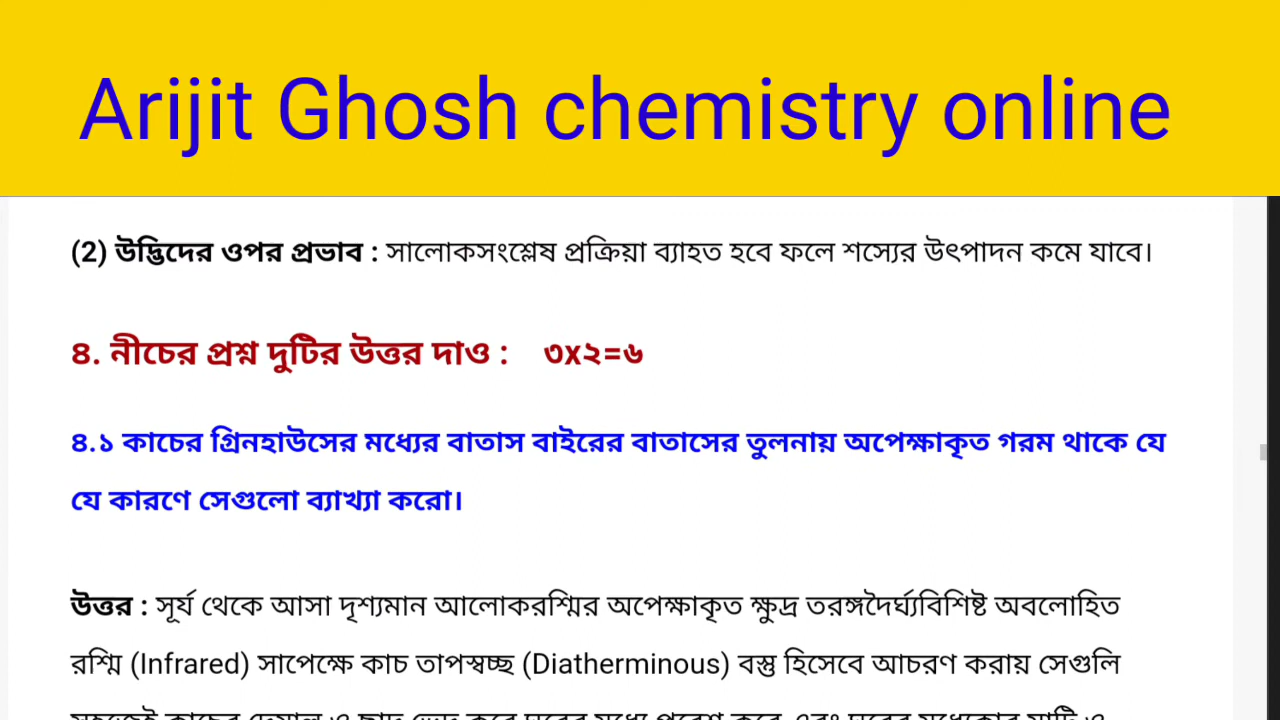 Arijit Ghosh chemistry online
(2) উদ্ভিদের ওপর প্রভাব : সালোকসংশ্লেষ প্রক্রিয়া ব্যাহত হবে ফলে শস্যের উৎপাদন কমে যাবে।
৪. নীচের প্রশ্ন দুটির উত্তর দাও : ৩x২=৬
৪.১ কাচের গ্রিনহাউসের মধ্যের বাতাস বাইরের বাতাসের তুলনায় অপেক্ষাকৃত গরম থাকে যে
যে কারণে সেগুলো ব্যাখ্যা করো।
উত্তর : সূর্য থেকে আসা দৃশ্যমান আলোকরশ্মির অপেক্ষাকৃত ক্ষুদ্র তরঙ্গদৈর্ঘ্যবিশিষ্ট অবলোহিত
রশ্মি (Infrared) সাপেক্ষে কাচ তাপস্বচ্ছ (Diatherminous) বস্তু হিসেবে আচরণ করায় সেগুলি